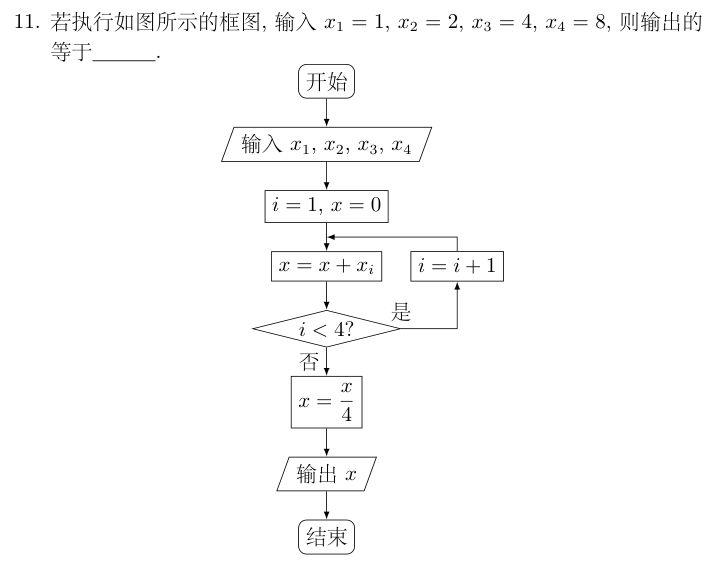 11. 若执行如图所示的框图, 输入 x₁ = 1, x₂ = 2, x₃ = 4, x₄ = 8, 则输出的
等于______.
开始
输入 x₁, x₂, x₃, x₄
i = 1, x = 0
x = x + xᵢ
i = i + 1
是
i < 4?
否
x = x/4
输出 x
结束